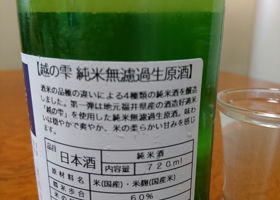 【越の雫 純米無濾過生原酒】
酒米の品種の違いによる4種類の純米酒を醸造
しました。第一弾は地元福井県産の酒造好適米
「越の雫」を使用した純米無濾過生原酒。味わ
いは穏やかで爽やか、米の柔らかい甘みを感じ
ます。
品目 日本酒 純米酒
内容量 720ml
原材料名 米(国産)・米麹(国産米)
精米歩合 60%